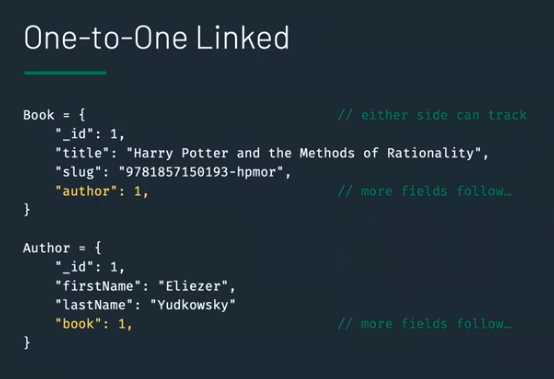 One-to-One Linked
Book = { // either side can track
"_id": 1,
"title": "Harry Potter and the Methods of Rationality",
"slug": "9781857150193-hpmor",
"author": 1, // more fields follow…
}
Author = {
"_id": 1,
"firstName": "Eliezer",
"lastName": "Yudkowsky"
"book": 1, // more fields follow…
}